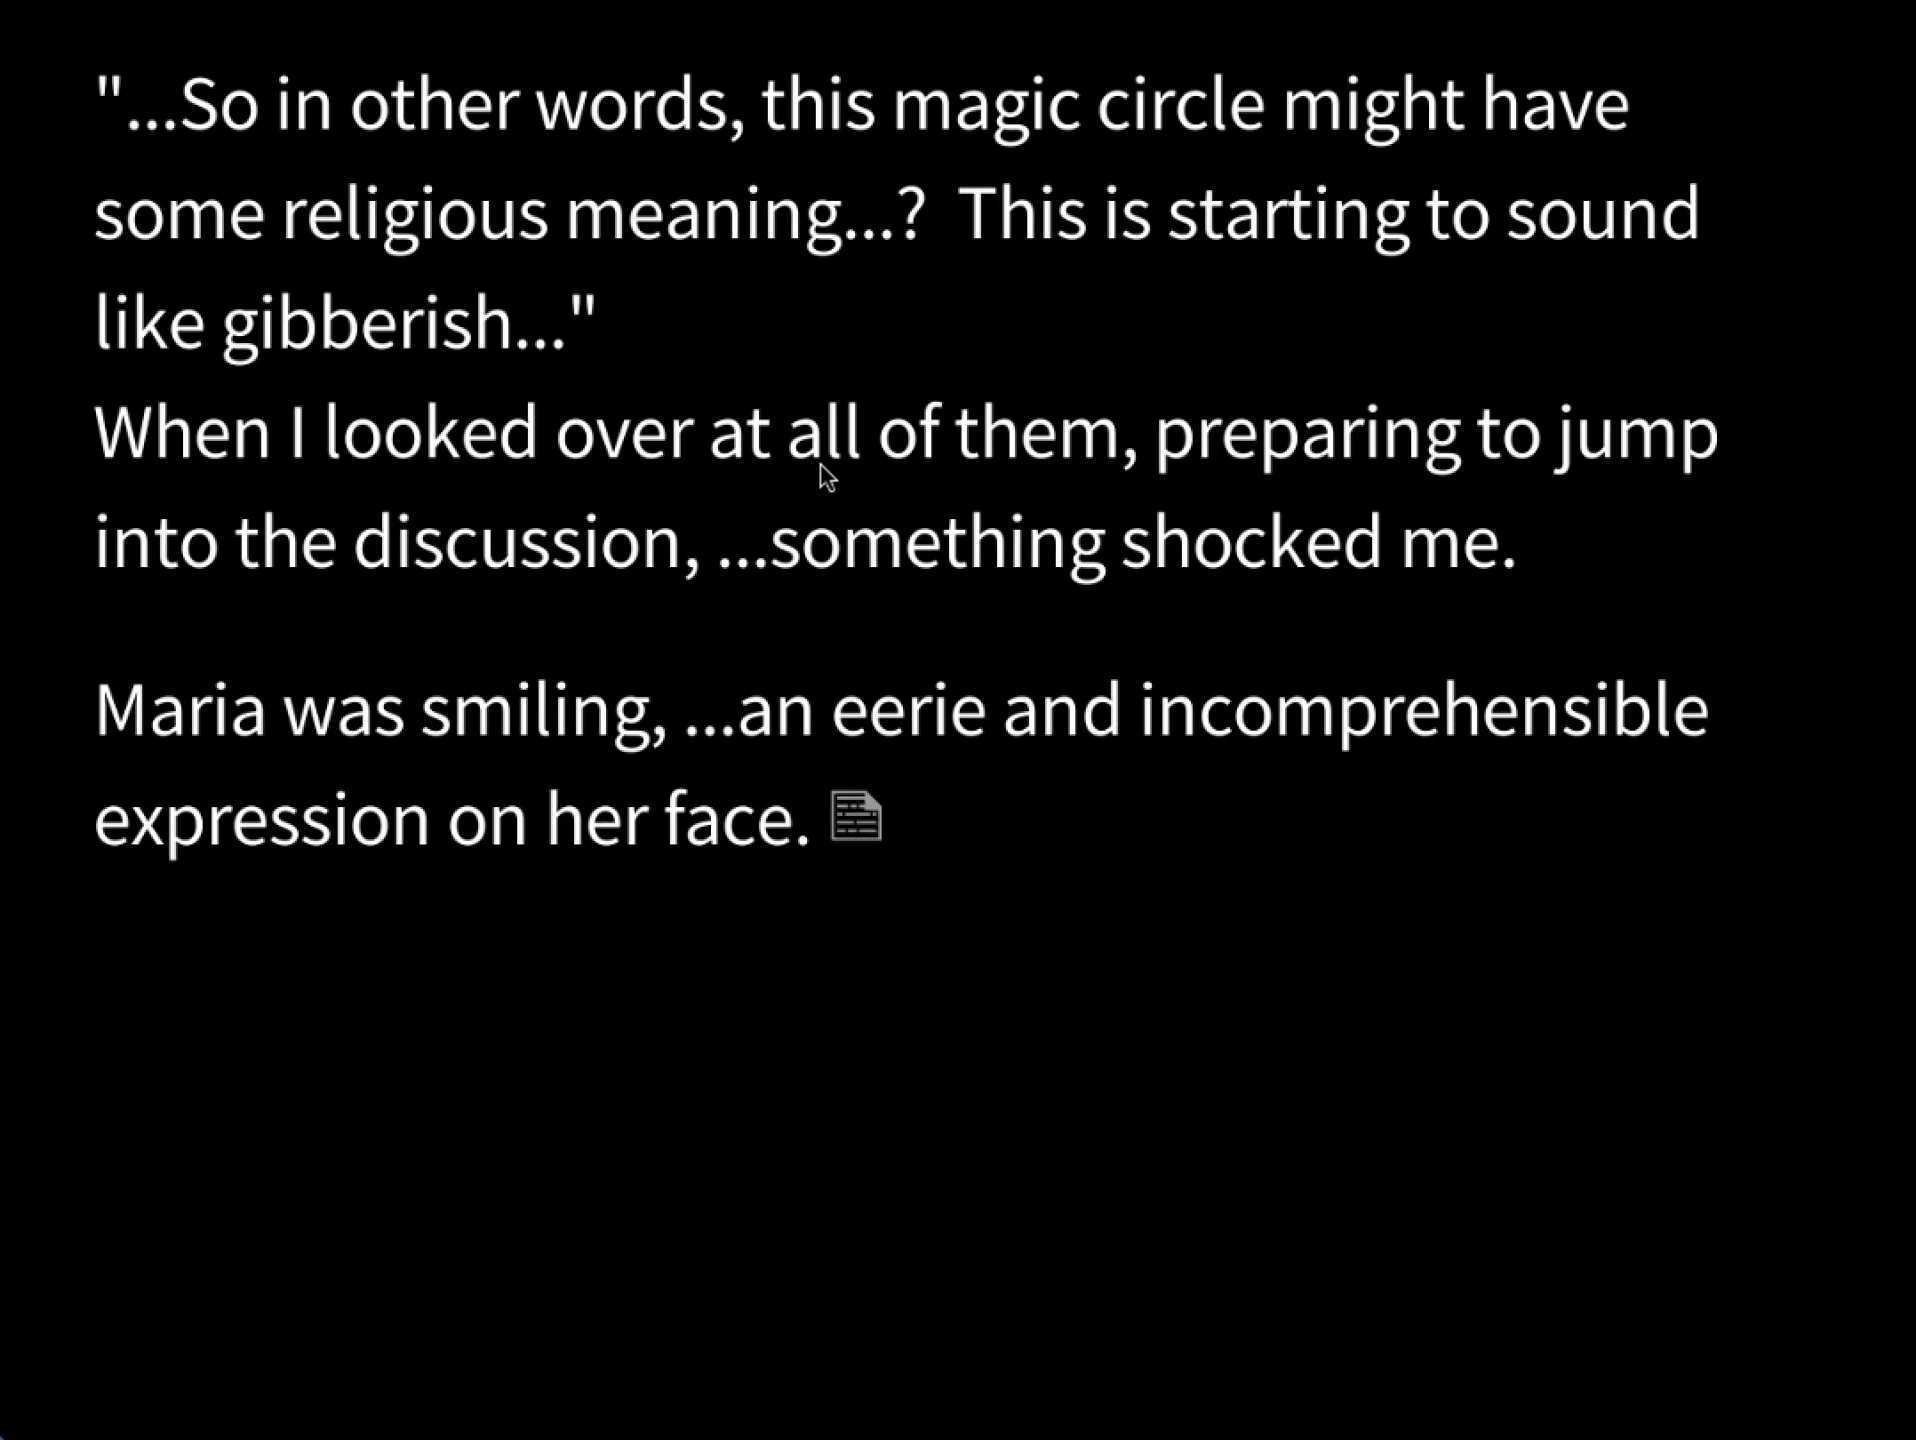 "...So in other words, this magic circle might have
some religious meaning...?  This is starting to sound
like gibberish..."
When I looked over at all of them, preparing to jump
into the discussion, ...something shocked me.
Maria was smiling, ...an eerie and incomprehensible
expression on her face.